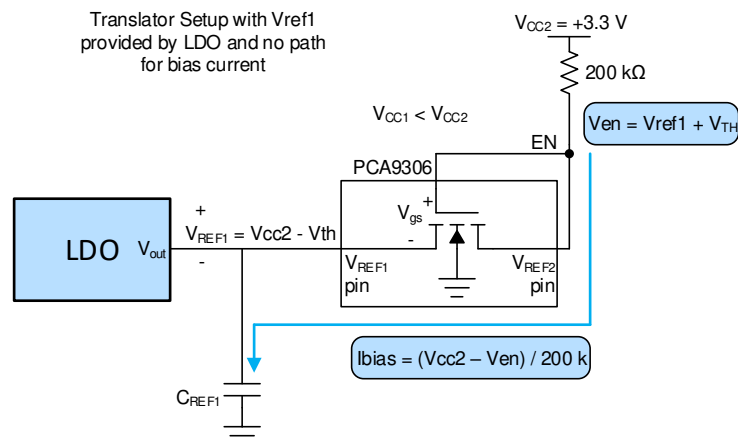 Translator Setup with Vref1
provided by LDO and no path
for bias current
VCC2 = +3.3 V
200 kΩ
VCC1 < VCC2
Ven = Vref1 + VTH
EN
PCA9306
+
Vgs
-
+
VREF1 = Vcc2 - Vth
-
LDO
Vout
VREF1
pin
VREF2
pin
Ibias = (Vcc2 – Ven) / 200 k
CREF1